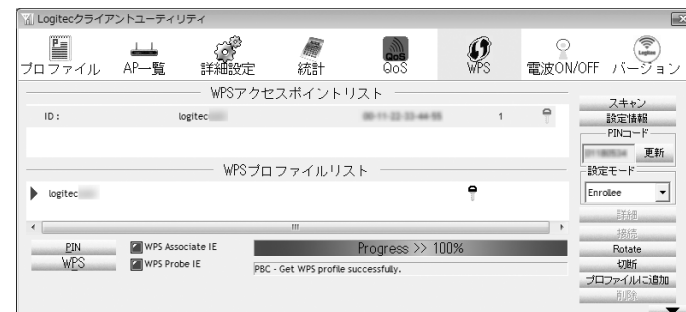 Logitecクライアントユーティリティ
プロファイル AP一覧 詳細設定 統計 QoS WPS 電波ON/OFF バージョン
WPSアクセスポイントリスト
ID : logitec 1
スキャン
設定情報
PINコード
更新
WPSプロファイルリスト
logitec
設定モード
Enrollee
詳細
接続
Rotate
切断
プロファイルに追加
削除
PIN WPS Associate IE Progress >> 100%
WPS WPS Probe IE PBC - Get WPS profile successfully.